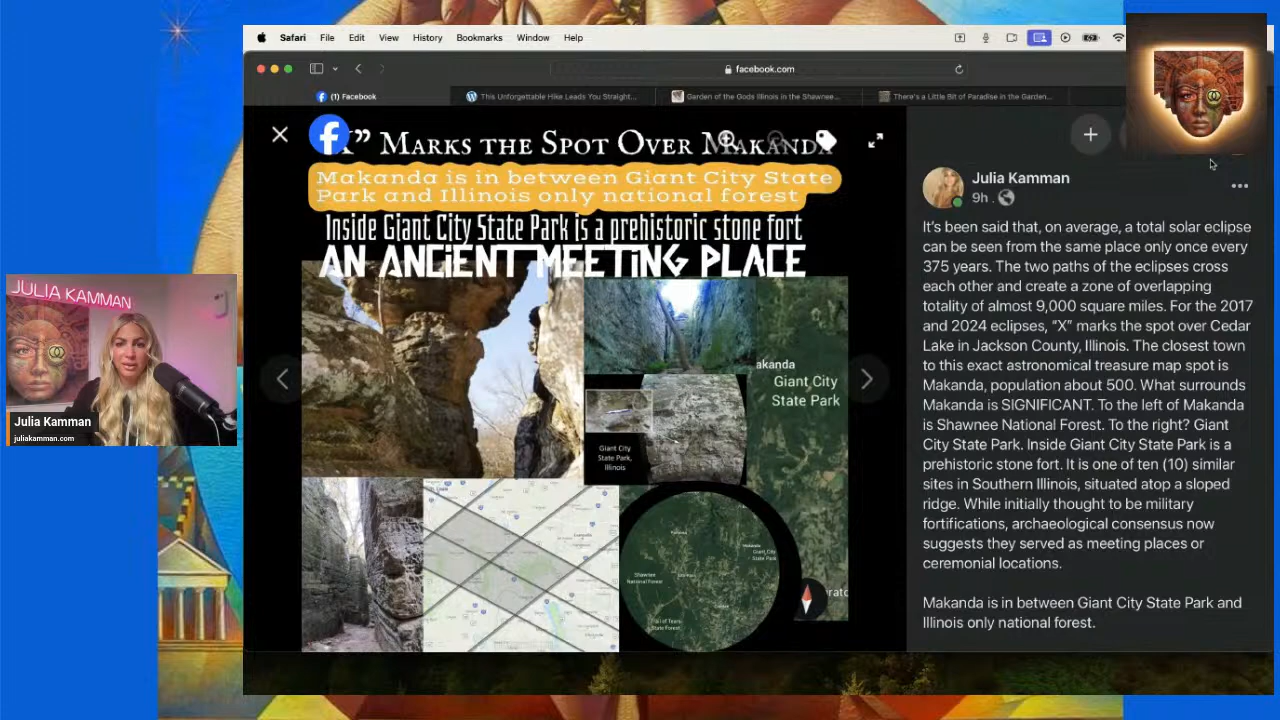 Safari File Edit View History Bookmarks Window Help
facebook.com
(1) Facebook
This Unforgettable Hike Leads You Straight...
Garden of the Gods Illinois in the Shawnee...
There's a Little Bit of Paradise in the Garden...
X” Marks the Spot Over Makanda
Makanda is in between Giant City State
Park and Illinois only national forest
Inside Giant City State Park is a prehistoric stone fort
AN ANCIENT MEETING PLACE
akanda
Giant City
State Park
Giant City
State Park,
Illinois
Makanda
Giant City
State Park
Shawnee
National Forest
State Forest
Julia Kamman
9h .
It's been said that, on average, a total solar eclipse
can be seen from the same place only once every
375 years. The two paths of the eclipses cross
each other and create a zone of overlapping
totality of almost 9,000 square miles. For the 2017
and 2024 eclipses, “X” marks the spot over Cedar
Lake in Jackson County, Illinois. The closest town
to this exact astronomical treasure map spot is
Makanda, population about 500. What surrounds
Makanda is SIGNIFICANT. To the left of Makanda
is Shawnee National Forest. To the right? Giant
City State Park. Inside Giant City State Park is a
prehistoric stone fort. It is one of ten (10) similar
sites in Southern Illinois, situated atop a sloped
ridge. While initially thought to be military
fortifications, archaeological consensus now
suggests they served as meeting places or
ceremonial locations.
Makanda is in between Giant City State Park and
Illinois only national forest.
JULIA KAMMAN
Julia Kamman
juliakamman.com